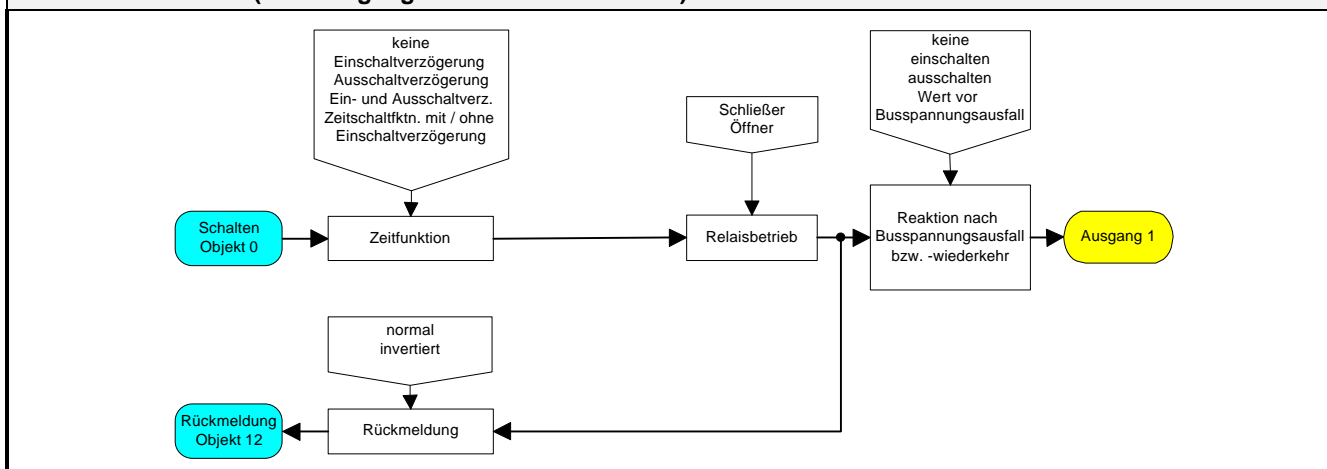 keine
Einschaltverzögerung
Ausschaltverzögerung
Ein- und Ausschaltverz.
Zeitschaltfktn. mit / ohne
Einschaltverzögerung
Schließer
Öffner
keine
einschalten
ausschalten
Wert vor
Busspannungsausfall
Schalten
Objekt 0
Zeitfunktion
Relaisbetrieb
Reaktion nach
Busspannungsausfall
bzw. -wiederkehr
Ausgang 1
normal
invertiert
Rückmeldung
Objekt 12
Rückmeldung